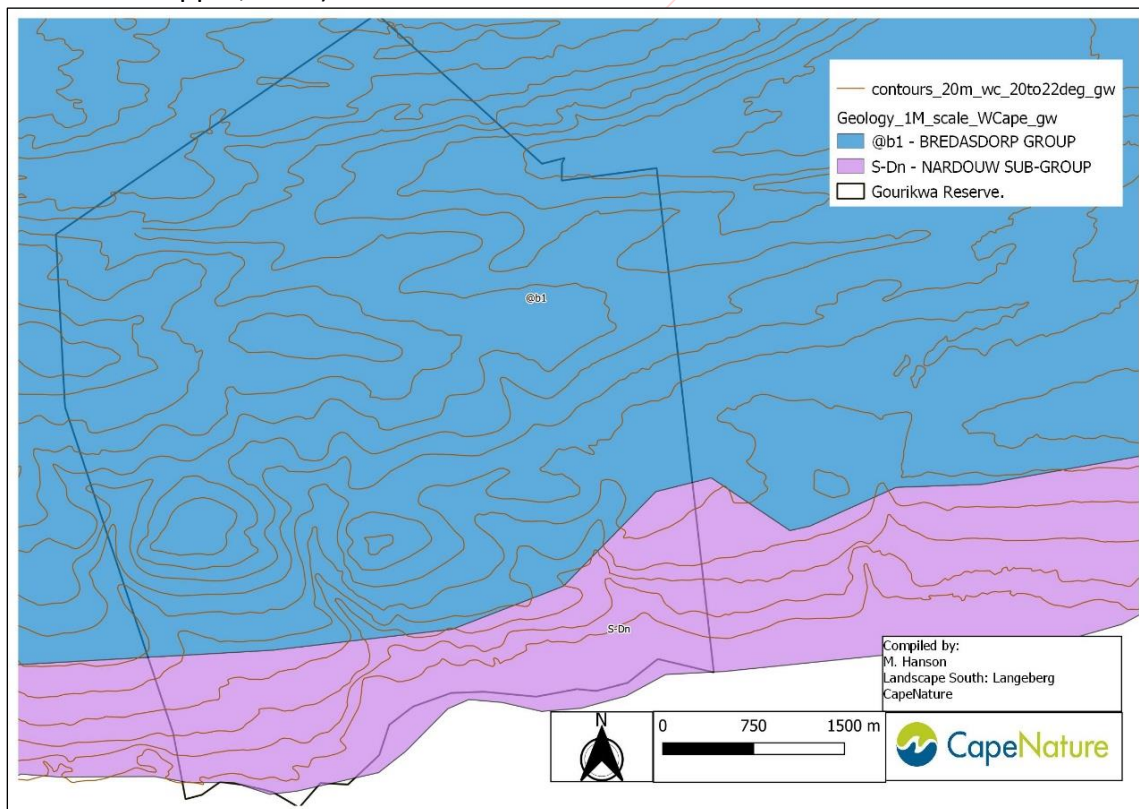 contours_20m_wc_20to22deg_gw
Geology_1M_scale_WCape_gw
@b1 - BREDASDORP GROUP
S-Dn - NARDOUW SUB-GROUP
Gourikwa Reserve.
@b1
S-Dn
Compiled by:
M. Hanson
Landscape South: Langeberg
CapeNature
N
0 750 1500 m
CapeNature